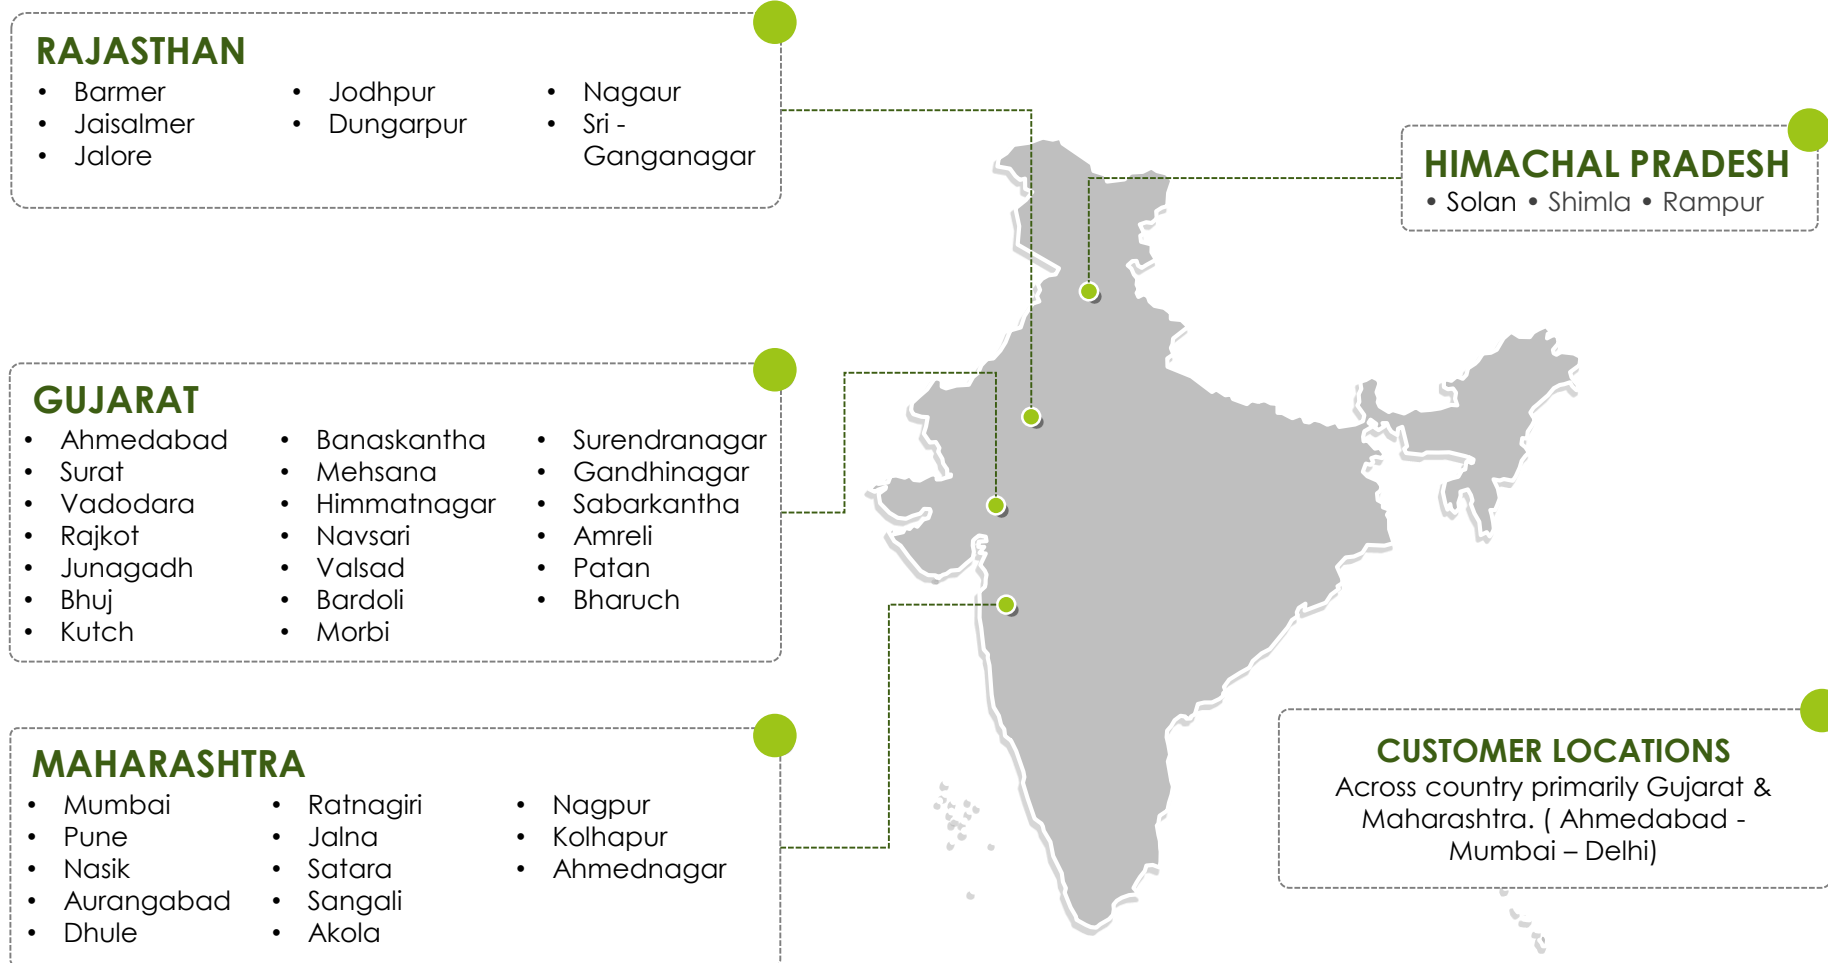 RAJASTHAN
• Barmer
• Jaisalmer
• Jalore
• Jodhpur
• Dungarpur
• Nagaur
• Sri -
Ganganagar
HIMACHAL PRADESH
• Solan • Shimla • Rampur
GUJARAT
• Ahmedabad
• Surat
• Vadodara
• Rajkot
• Junagadh
• Bhuj
• Kutch
• Banaskantha
• Mehsana
• Himmatnagar
• Navsari
• Valsad
• Bardoli
• Morbi
• Surendranagar
• Gandhinagar
• Sabarkantha
• Amreli
• Patan
• Bharuch
MAHARASHTRA
• Mumbai
• Pune
• Nasik
• Aurangabad
• Dhule
• Ratnagiri
• Jalna
• Satara
• Sangali
• Akola
• Nagpur
• Kolhapur
• Ahmednagar
CUSTOMER LOCATIONS
Across country primarily Gujarat &
Maharashtra. ( Ahmedabad -
Mumbai – Delhi)